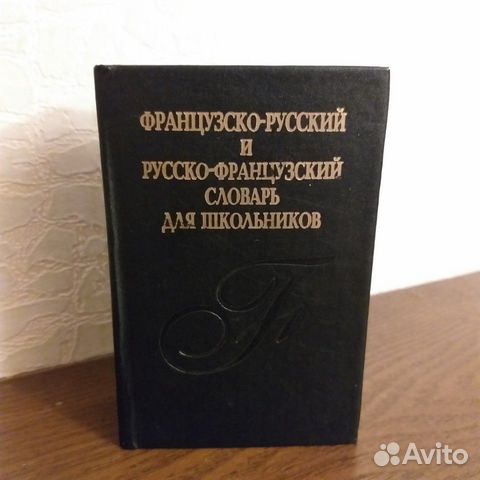 ФРАНЦУЗСКО-РУССКИЙ
И
РУССКО-ФРАНЦУЗСКИЙ
СЛОВАРЬ
ДЛЯ ШКОЛЬНИКОВ
Avito